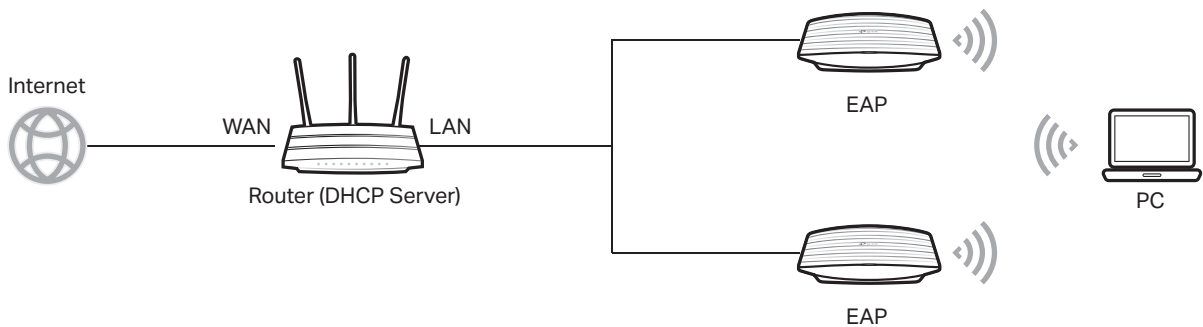 Internet
WAN
LAN
Router (DHCP Server)
EAP
EAP
PC